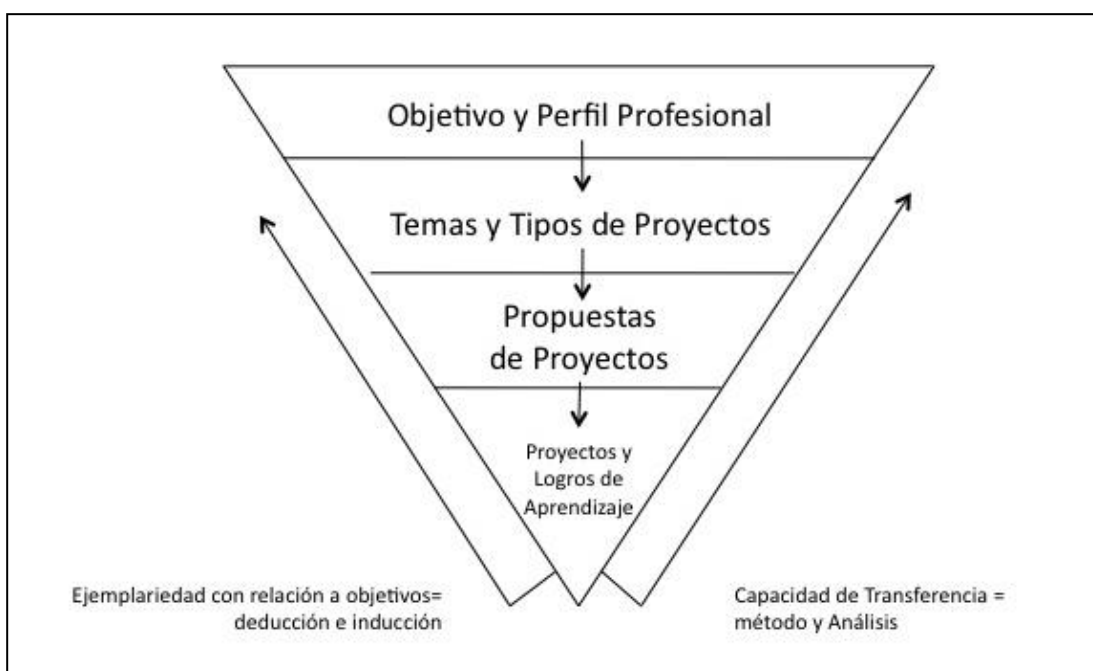 Objetivo y Perfil Profesional
Temas y Tipos de Proyectos
Propuestas
de Proyectos
Proyectos y
Logros de
Aprendizaje
Ejemplariedad con relación a objetivos=
deducción e inducción
Capacidad de Transferencia =
método y Análisis